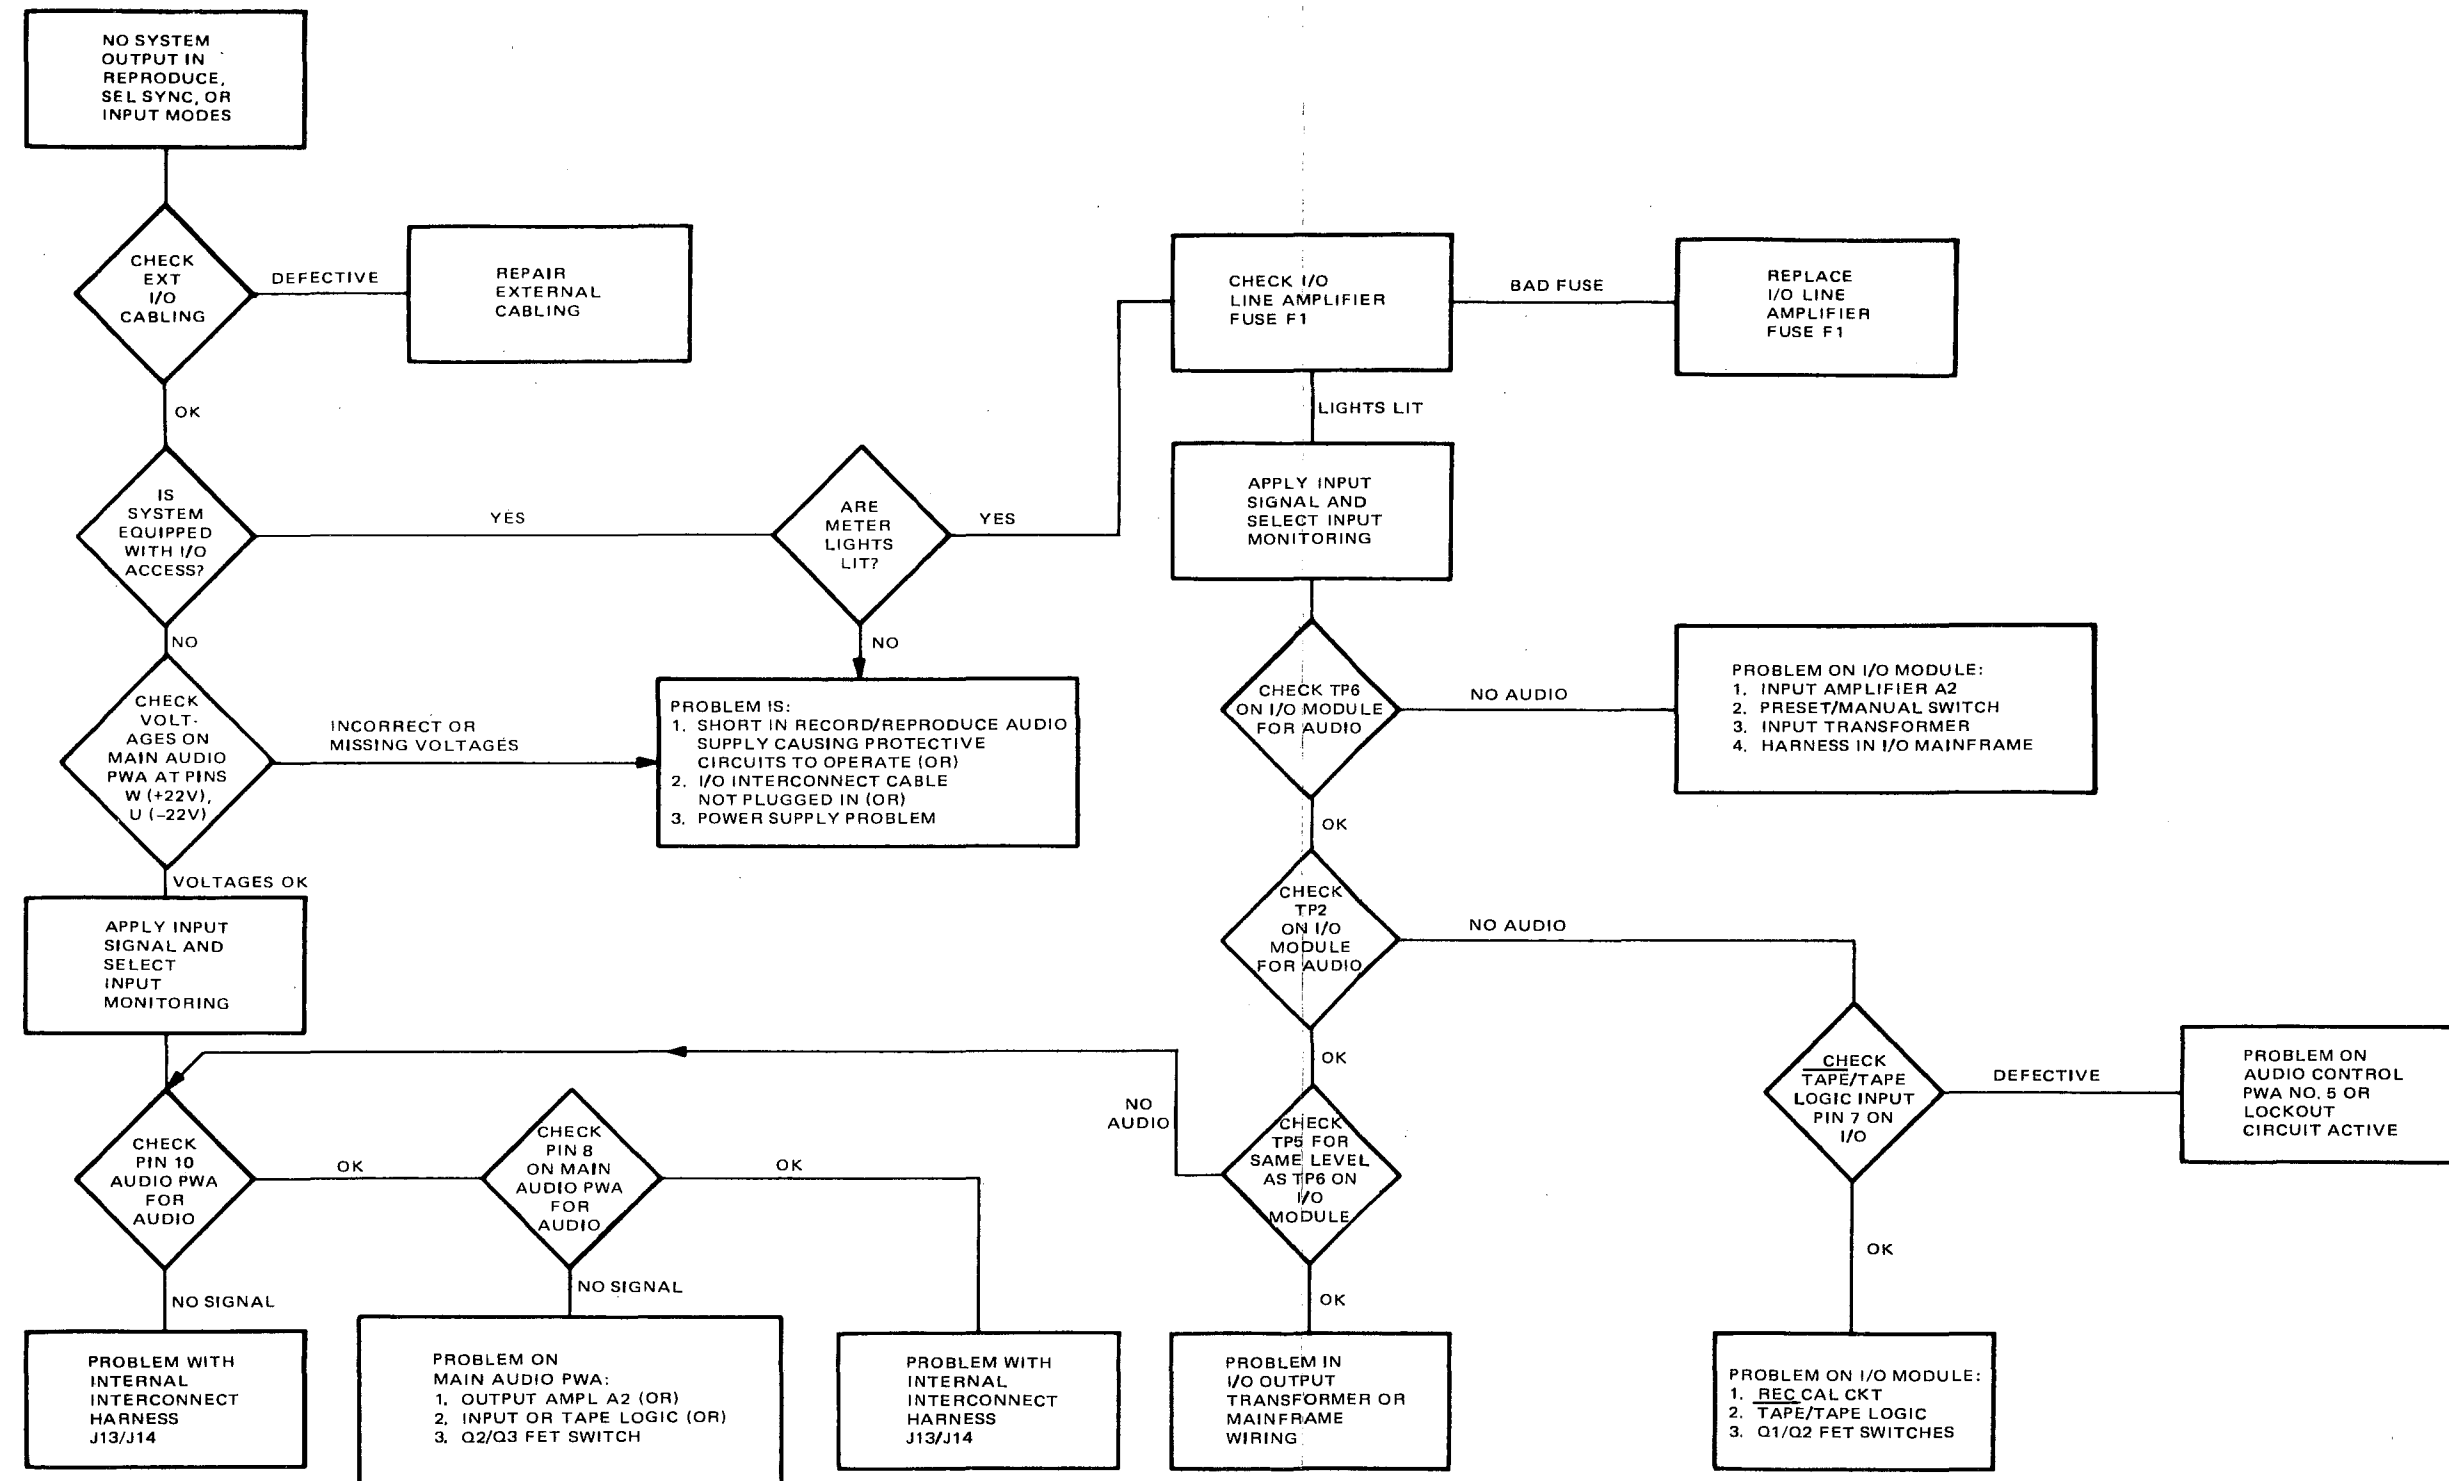 NO SYSTEM
OUTPUT IN
REPRODUCE,
SEL SYNC, OR
INPUT MODES
CHECK
EXT
I/O
CABLING
DEFECTIVE
REPAIR
EXTERNAL
CABLING
OK
IS
SYSTEM
EQUIPPED
WITH I/O
ACCESS?
YES
ARE
METER
LIGHTS
LIT?
YES
NO
NO
CHECK
VOLT-
AGES ON
MAIN AUDIO
PWA AT PINS
W (+22V),
U (–22V)
INCORRECT OR
MISSING VOLTAGES
PROBLEM IS:
1. SHORT IN RECORD/REPRODUCE AUDIO
SUPPLY CAUSING PROTECTIVE
CIRCUITS TO OPERATE (OR)
2. I/O INTERCONNECT CABLE
NOT PLUGGED IN (OR)
3. POWER SUPPLY PROBLEM
VOLTAGES OK
APPLY INPUT
SIGNAL AND
SELECT
INPUT
MONITORING
CHECK
PIN 10
AUDIO PWA
FOR
AUDIO
OK
CHECK
PIN 8
ON MAIN
AUDIO PWA
FOR
AUDIO
OK
NO SIGNAL
NO SIGNAL
PROBLEM WITH
INTERNAL
INTERCONNECT
HARNESS
J13/J14
PROBLEM ON
MAIN AUDIO PWA:
1. OUTPUT AMPL A2 (OR)
2. INPUT OR TAPE LOGIC (OR)
3. Q2/Q3 FET SWITCH
PROBLEM WITH
INTERNAL
INTERCONNECT
HARNESS
J13/J14
CHECK I/O
LINE AMPLIFIER
FUSE F1
BAD FUSE
REPLACE
I/O LINE
AMPLIFIER
FUSE F1
LIGHTS LIT
APPLY INPUT
SIGNAL AND
SELECT INPUT
MONITORING
CHECK TP6
ON I/O MODULE
FOR AUDIO
NO AUDIO
PROBLEM ON I/O MODULE:
1. INPUT AMPLIFIER A2
2. PRESET/MANUAL SWITCH
3. INPUT TRANSFORMER
4. HARNESS IN I/O MAINFRAME
OK
CHECK
TP2
ON I/O
MODULE
FOR AUDIO
NO AUDIO
OK
CHECK
TP5 FOR
SAME LEVEL
AS TP6 ON
I/O
MODULE
NO
AUDIO
OK
PROBLEM IN
I/O OUTPUT
TRANSFORMER OR
MAINFRAME
WIRING
CHECK
TAPE/TAPE
LOGIC INPUT
PIN 7 ON
I/O
DEFECTIVE
PROBLEM ON
AUDIO CONTROL
PWA NO. 5 OR
LOCKOUT
CIRCUIT ACTIVE
OK
PROBLEM ON I/O MODULE:
1. REC CAL CKT
2. TAPE/TAPE LOGIC
3. Q1/Q2 FET SWITCHES